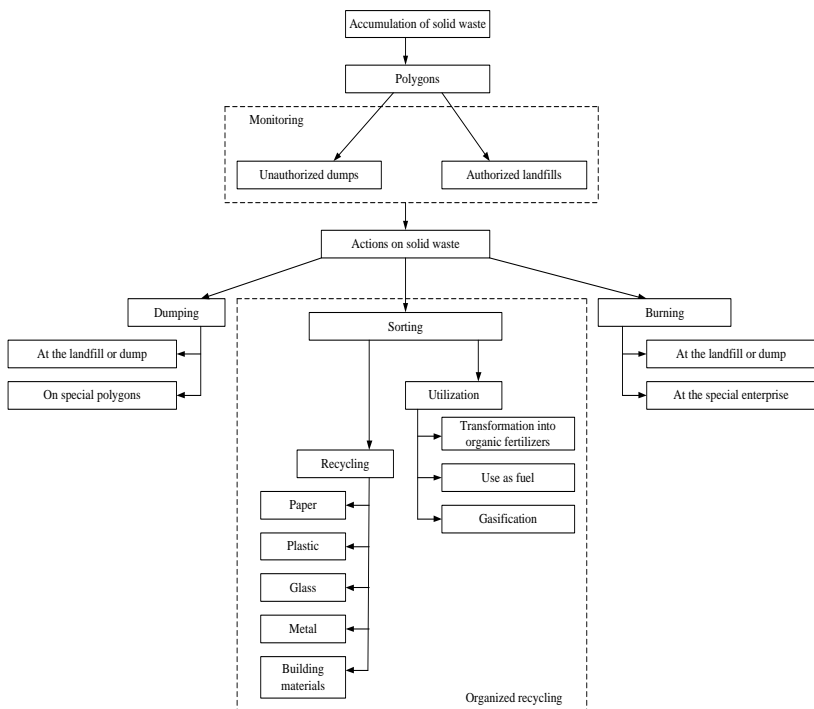 Accumulation of solid waste
Polygons
Monitoring
Unauthorized dumps
Authorized landfills
Actions on solid waste
Dumping
Sorting
Burning
At the landfill or dump
On special polygons
At the landfill or dump
At the special enterprise
Utilization
Transformation into
organic fertilizers
Use as fuel
Gasification
Recycling
Paper
Plastic
Glass
Metal
Building
materials
Organized recycling